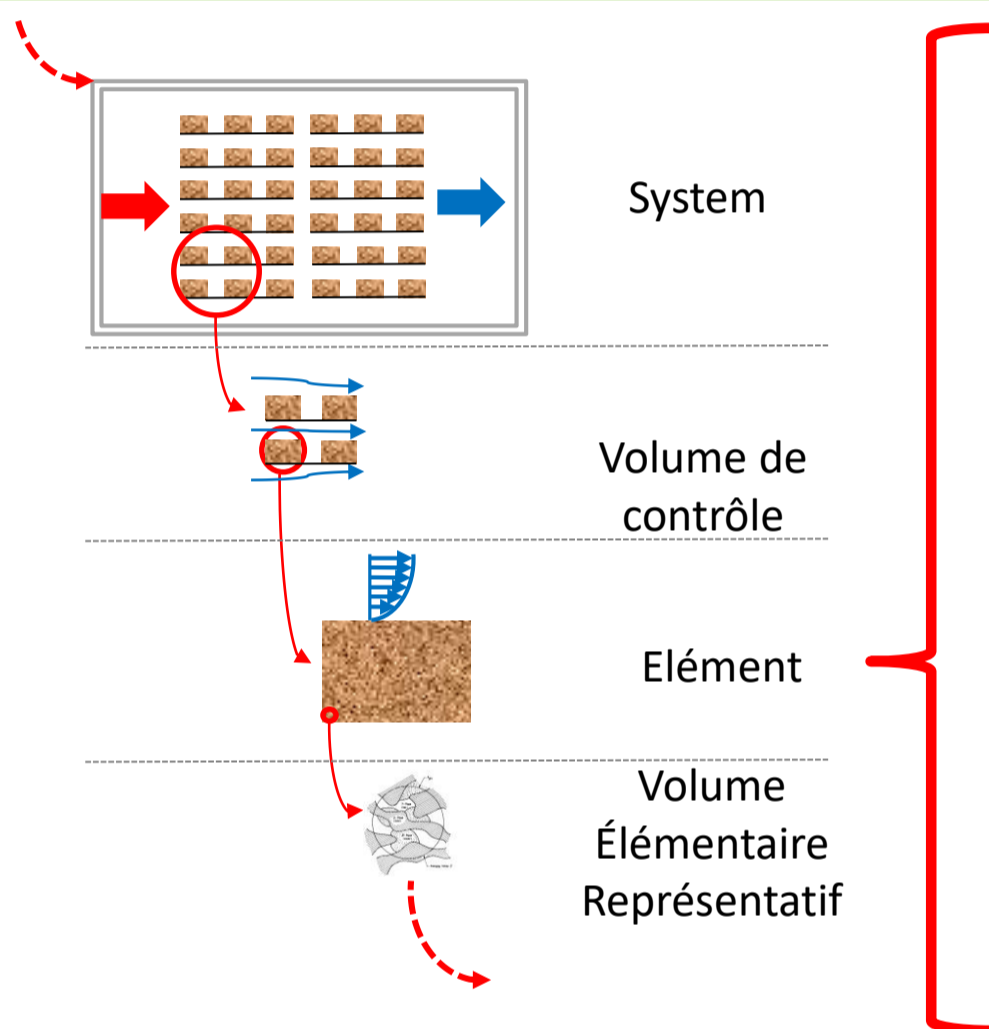 System
Volume de
contrôle
Elément
Volume
Élémentaire
Représentatif